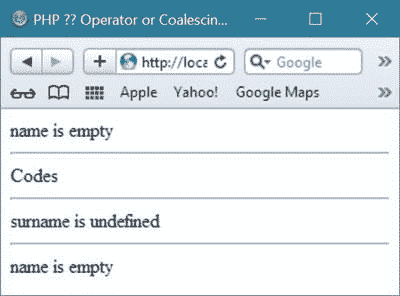 PHP ?? Operator or Coalescin...
http://loca
Google
Apple Yahoo! Google Maps
name is empty
Codes
surname is undefined
name is empty